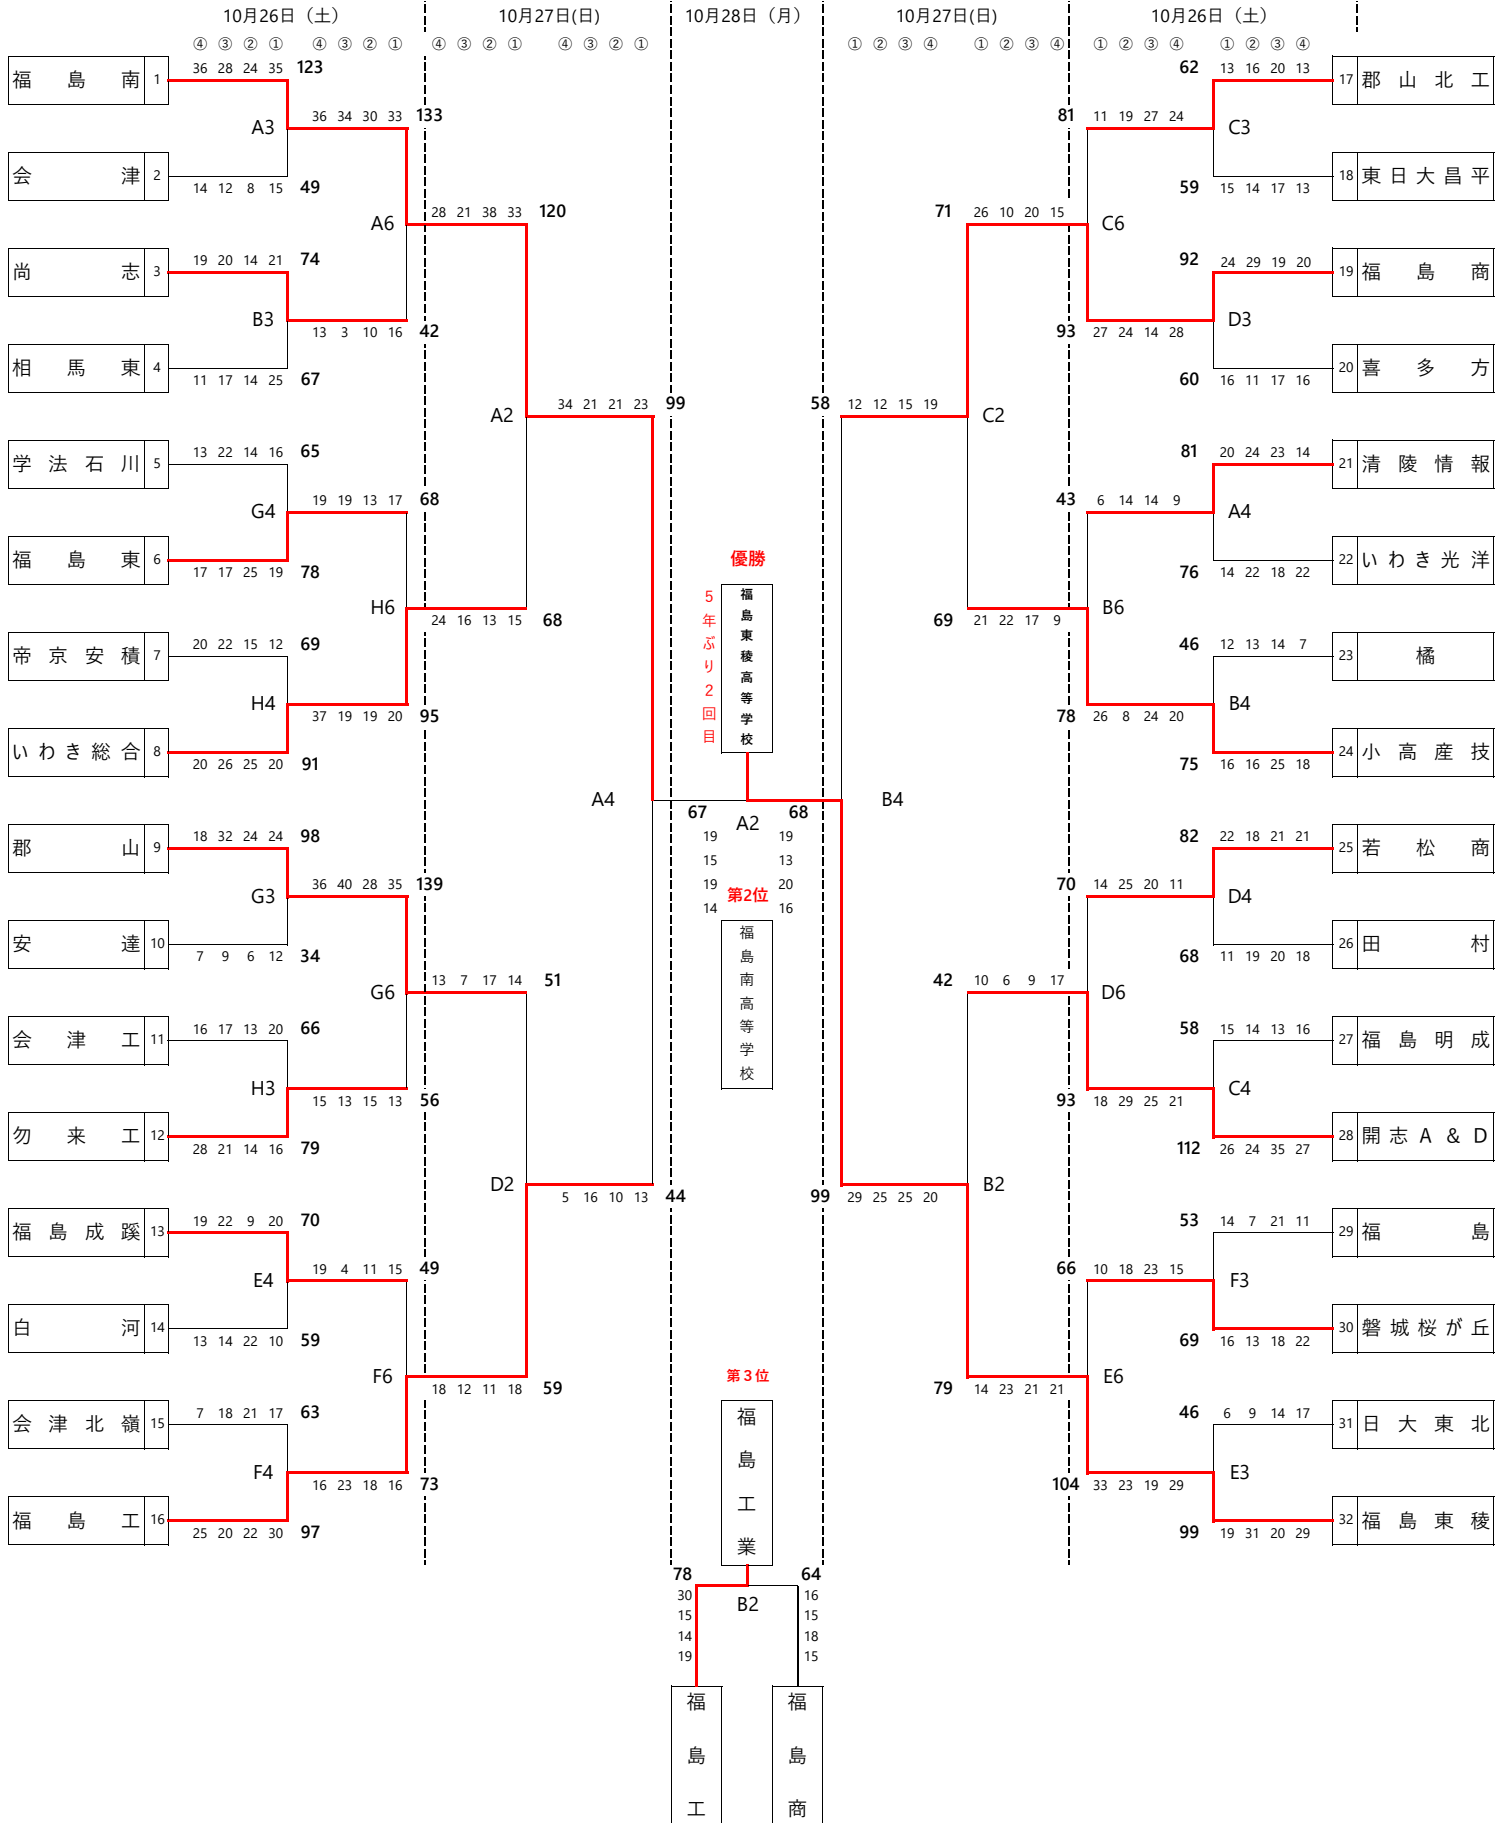 10月26日（土） 10月27日(日) 10月28日（月） 10月27日(日) 10月26日（土）
④ ③ ② ① ④ ③ ② ① ④ ③ ② ① ④ ③ ② ① ① ② ③ ④ ① ② ③ ④ ① ② ③ ④ ① ② ③ ④
福島南 1 36 28 24 35 123
A3 36 34 30 33 133
会津 2 14 12 8 15 49
A6 28 21 38 33 120
尚志 3 19 20 14 21 74
B3 13 3 10 16 42
相馬東 4 11 17 14 25 67
A2 34 21 21 23 99
学法石川 5 13 22 14 16 65
G4 19 19 13 17 68
福島東 6 17 17 25 19 78
H6 24 16 13 15 68
帝京安積 7 20 22 15 12 69
H4 37 19 19 20 95
いわき総合 8 20 26 25 20 91
A4
郡山 9 18 32 24 24 98
G3 36 40 28 35 139
安達 10 7 9 6 12 34
G6 13 7 17 14 51
会津工 11 16 17 13 20 66
H3 15 13 15 13 56
勿来工 12 28 21 14 16 79
D2 5 16 10 13 44
福島成蹊 13 19 22 9 20 70
E4 19 4 11 15 49
白河 14 13 14 22 10 59
F6 18 12 11 18 59
会津北嶺 15 7 18 21 17 63
F4 16 23 18 16 73
福島工 16 25 20 22 30 97
優勝
福島東稜高等学校
5年ぶり2回目
67 A2 68
19 19
15 13
19 20
14 16
第2位
福島南高等学校
第３位
福島工業
78 B2 64
30 16
15 15
14 18
19 15
福島工 福島商
62 13 16 20 13 17 郡山北工
81 11 19 27 24 C3
59 15 14 17 13 18 東日大昌平
71 26 10 20 15 C6
92 24 29 19 20 19 福島商
93 27 24 14 28 D3
60 16 11 17 16 20 喜多方
58 12 12 15 19 C2
81 20 24 23 14 21 清陵情報
43 6 14 14 9 A4
76 14 22 18 22 22 いわき光洋
69 21 22 17 9 B6
46 12 13 14 7 23 橘
78 26 8 24 20 B4
75 16 16 25 18 24 小高産技
B4
82 22 18 21 21 25 若松商
70 14 25 20 11 D4
68 11 19 20 18 26 田村
42 10 6 9 17 D6
58 15 14 13 16 27 福島明成
93 18 29 25 21 C4
112 26 24 35 27 28 開志A＆D
99 29 25 25 20 B2
53 14 7 21 11 29 福島
66 10 18 23 15 F3
69 16 13 18 22 30 磐城桜が丘
79 14 23 21 21 E6
46 6 9 14 17 31 日大東北
104 33 23 19 29 E3
99 19 31 20 29 32 福島東稜